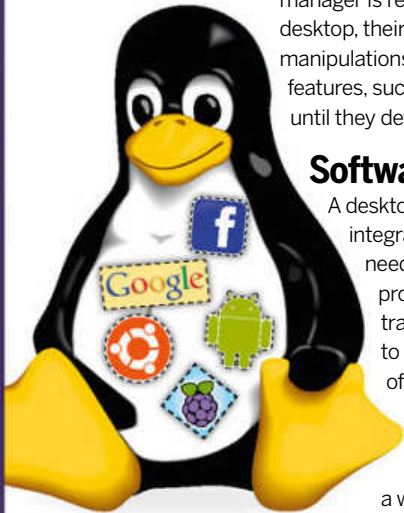 manager is re
desktop, their
manipulations
features, suc
until they de
Softwa
A deskto
integra
need
pro
tra
to
of
a w
f
Google